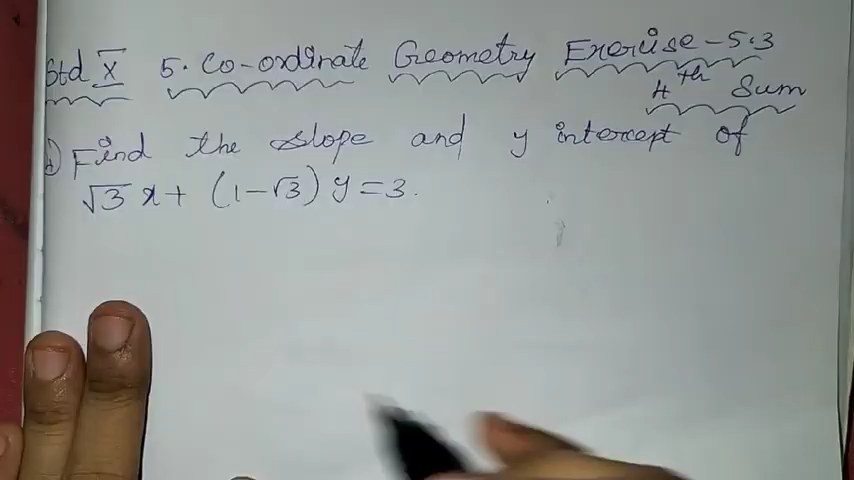 Std X 5. Co-ordinate Geometry Exercise-5.3
4th Sum
4) Find the slope and y intercept of
√3 x + (1-√3) y = 3.